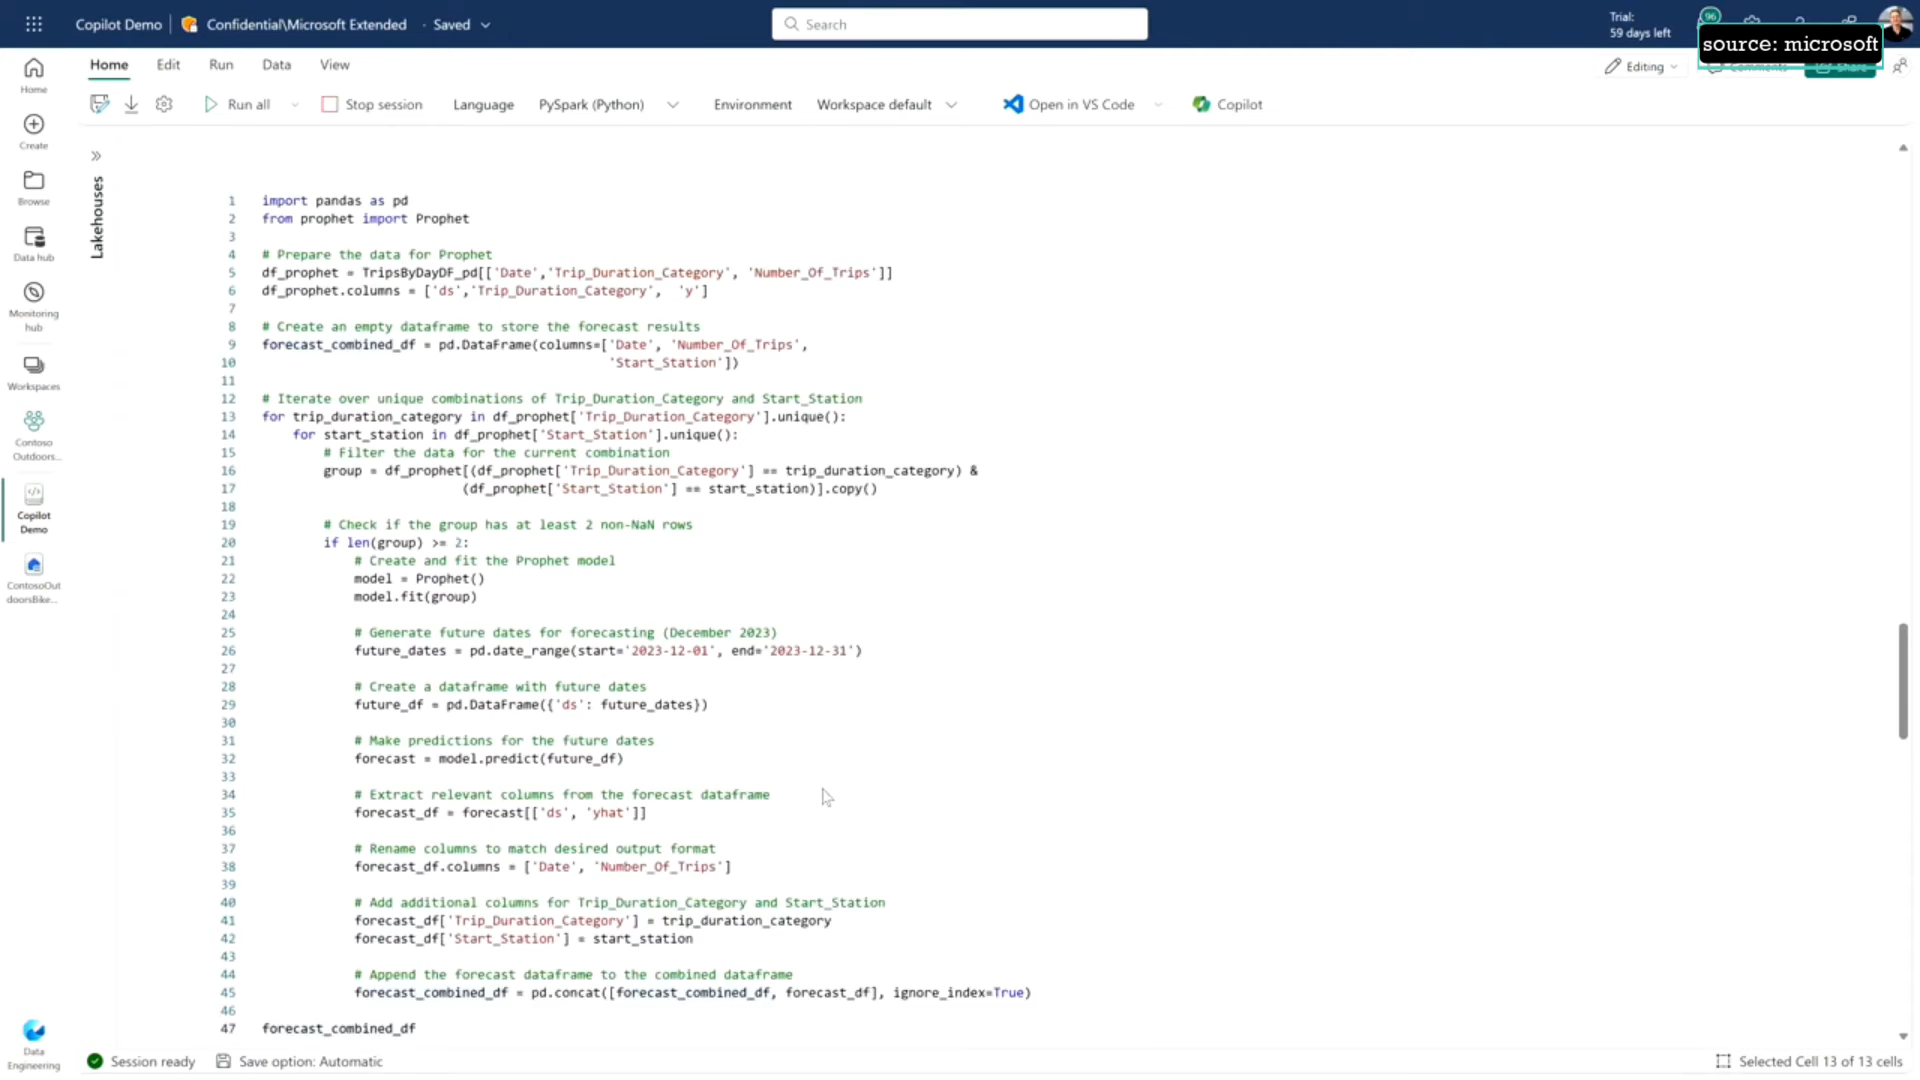 Copilot Demo
Confidential\Microsoft Extended · Saved
Search
Trial:
59 days left
96
source: microsoft
Home Edit Run Data View
Editing
Run all
Stop session
Language
PySpark (Python)
Environment
Workspace default
Open in VS Code
Copilot
Home
Create
Browse
Data hub
Monitoring
hub
Workspaces
Contoso
Outdoors...
Copilot
Demo
ContosoOut
doorsBike...
Data
Engineering
Lakehouses
1 import pandas as pd
2 from prophet import Prophet
3
4 # Prepare the data for Prophet
5 df_prophet = TripsByDayDF_pd[['Date','Trip_Duration_Category', 'Number_Of_Trips']]
6 df_prophet.columns = ['ds','Trip_Duration_Category', 'y']
7
8 # Create an empty dataframe to store the forecast results
9 forecast_combined_df = pd.DataFrame(columns=['Date', 'Number_Of_Trips',
10 'Start_Station'])
11
12 # Iterate over unique combinations of Trip_Duration_Category and Start_Station
13 for trip_duration_category in df_prophet['Trip_Duration_Category'].unique():
14 for start_station in df_prophet['Start_Station'].unique():
15 # Filter the data for the current combination
16 group = df_prophet[(df_prophet['Trip_Duration_Category'] == trip_duration_category) &
17 (df_prophet['Start_Station'] == start_station)].copy()
18
19 # Check if the group has at least 2 non-NaN rows
20 if len(group) >= 2:
21 # Create and fit the Prophet model
22 model = Prophet()
23 model.fit(group)
24
25 # Generate future dates for forecasting (December 2023)
26 future_dates = pd.date_range(start='2023-12-01', end='2023-12-31')
27
28 # Create a dataframe with future dates
29 future_df = pd.DataFrame({'ds': future_dates})
30
31 # Make predictions for the future dates
32 forecast = model.predict(future_df)
33
34 # Extract relevant columns from the forecast dataframe
35 forecast_df = forecast[['ds', 'yhat']]
36
37 # Rename columns to match desired output format
38 forecast_df.columns = ['Date', 'Number_Of_Trips']
39
40 # Add additional columns for Trip_Duration_Category and Start_Station
41 forecast_df['Trip_Duration_Category'] = trip_duration_category
42 forecast_df['Start_Station'] = start_station
43
44 # Append the forecast dataframe to the combined dataframe
45 forecast_combined_df = pd.concat([forecast_combined_df, forecast_df], ignore_index=True)
46
47 forecast_combined_df
Session ready
Save option: Automatic
Selected Cell 13 of 13 cells